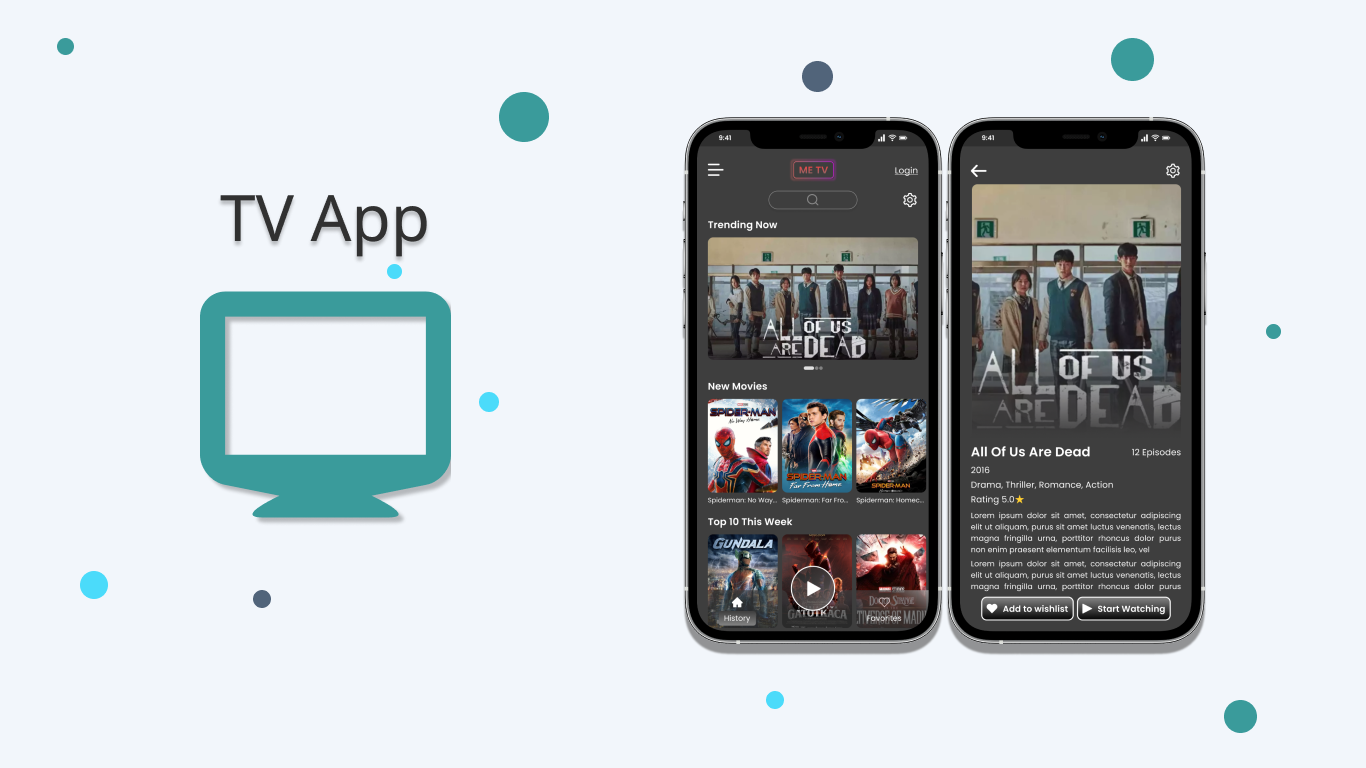 TV App
9:41
ME TV
Login
Trending Now
ALL OF US
ARE DEAD
New Movies
SPIDER-MAN
No Way Home
SPIDER-MAN
Far From Home
SPIDER-MAN
Spiderman: No Way...
Spiderman: Far Fro...
Spiderman: Homec...
Top 10 This Week
GUNDALA
GATOTKACA
History
Favorites
9:41
ALL OF US
ARE DEAD
All Of Us Are Dead
12 Episodes
2016
Drama, Thriller, Romance, Action
Rating 5.0
Lorem ipsum dolor sit amet, consectetur adipiscing
elit ut aliquam, purus sit amet luctus venenatis, lectus
magna fringilla urna, porttitor rhoncus dolor purus
non enim praesent elementum facilisis leo, vel
Lorem ipsum dolor sit amet, consectetur adipiscing
elit ut aliquam, purus sit amet luctus venenatis, lectus
magna fringilla urna, porttitor rhoncus dolor purus
Add to wishlist
Start Watching